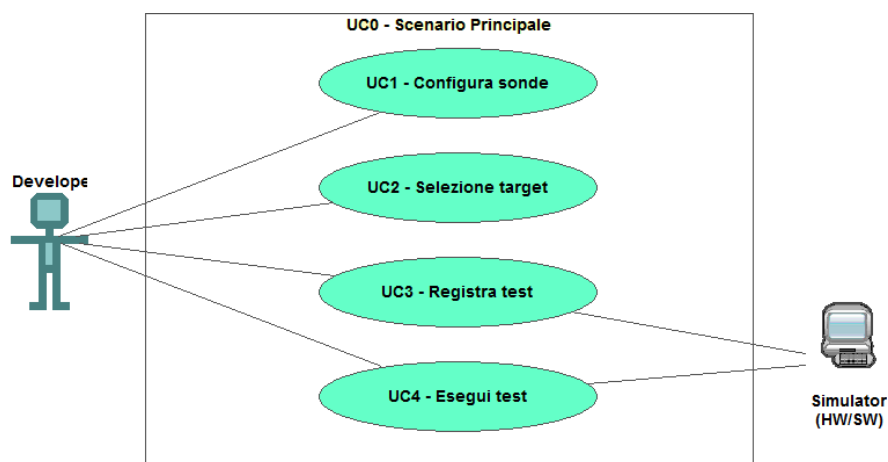 UC0 - Scenario Principale
UC1 - Configura sonde
Develope
UC2 - Selezione target
UC3 - Registra test
UC4 - Esegui test
Simulator
(HW/SW)